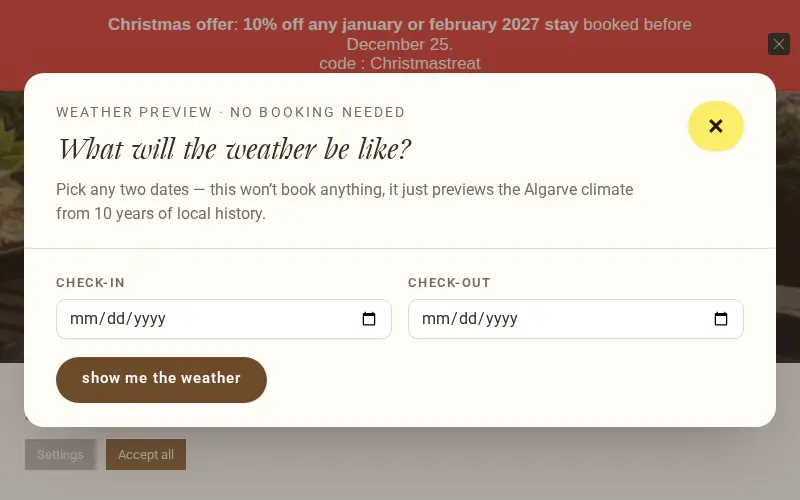 Christmas offer: 10% off any january or february 2027 stay booked before
December 25.
code : Christmastreat
WEATHER PREVIEW · NO BOOKING NEEDED
What will the weather be like?
Pick any two dates — this won’t book anything, it just previews the Algarve climate
from 10 years of local history.
CHECK-IN
CHECK-OUT
mm/dd/yyyy
mm/dd/yyyy
show me the weather
Settings
Accept all